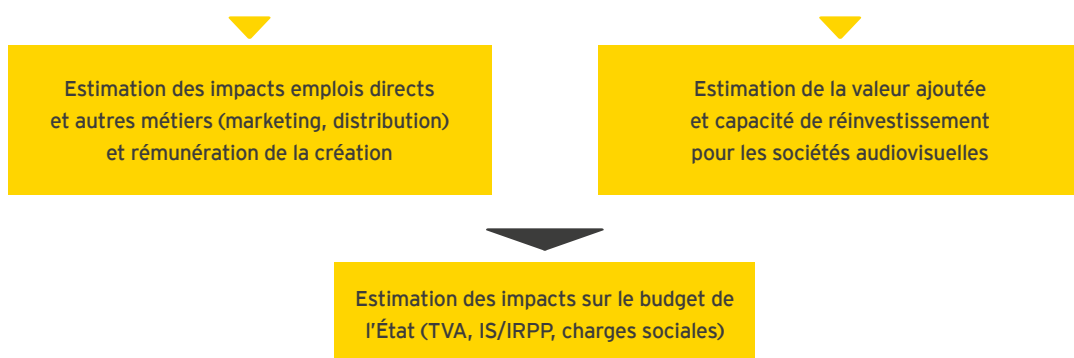 Estimation des impacts emplois directs
et autres métiers (marketing, distribution)
et rémunération de la création
Estimation de la valeur ajoutée
et capacité de réinvestissement
pour les sociétés audiovisuelles
Estimation des impacts sur le budget de
l'État (TVA, IS/IRPP, charges sociales)